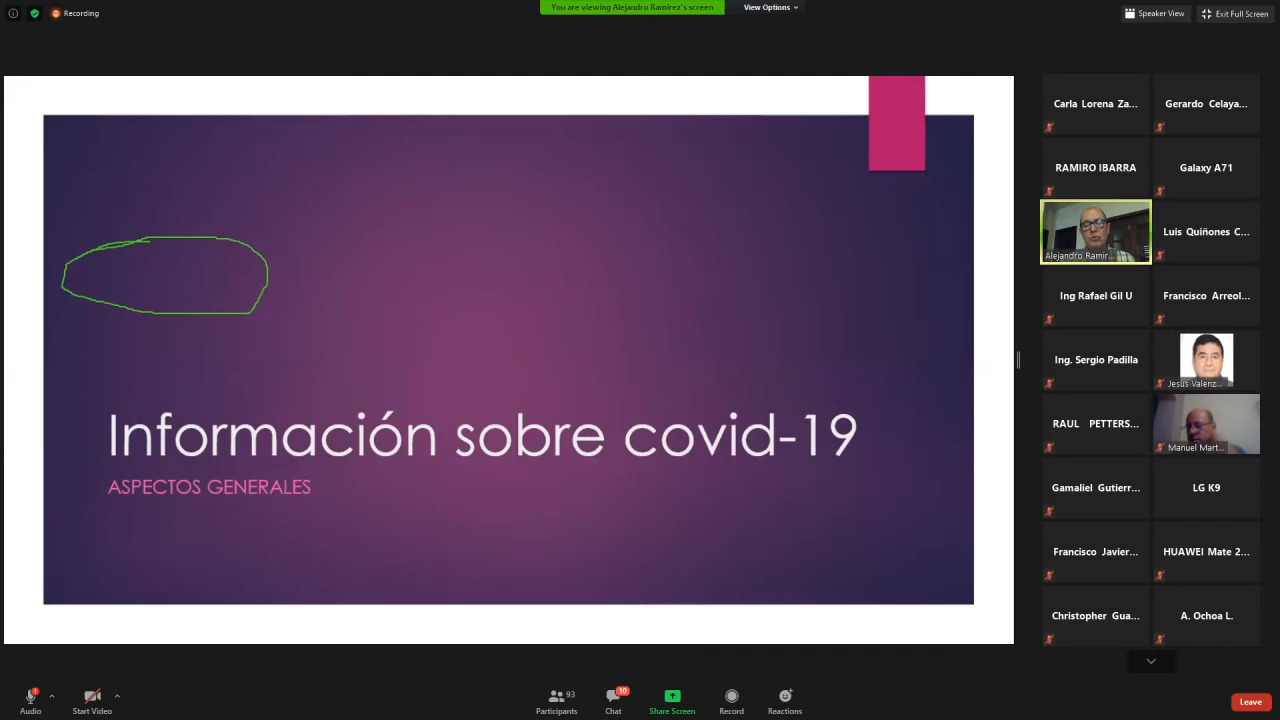 Recording
You are viewing Alejandro Ramirez's screen
View Options
Speaker View
Exit Full Screen
Información sobre covid-19
ASPECTOS GENERALES
Carla Lorena Za...
Gerardo Celaya...
RAMIRO IBARRA
Galaxy A71
Alejandro Ramir...
Luis Quiñones C...
Ing Rafael Gil U
Francisco Arreol...
Ing. Sergio Padilla
Jesus Valenz...
RAUL PETTERS...
Manuel Mart...
Gamaliel Gutierr...
LG K9
Francisco Javier...
HUAWEI Mate 2...
Christopher Gua...
A. Ochoa L.
Audio
Start Video
93
Participants
10
Chat
Share Screen
Record
Reactions
Leave